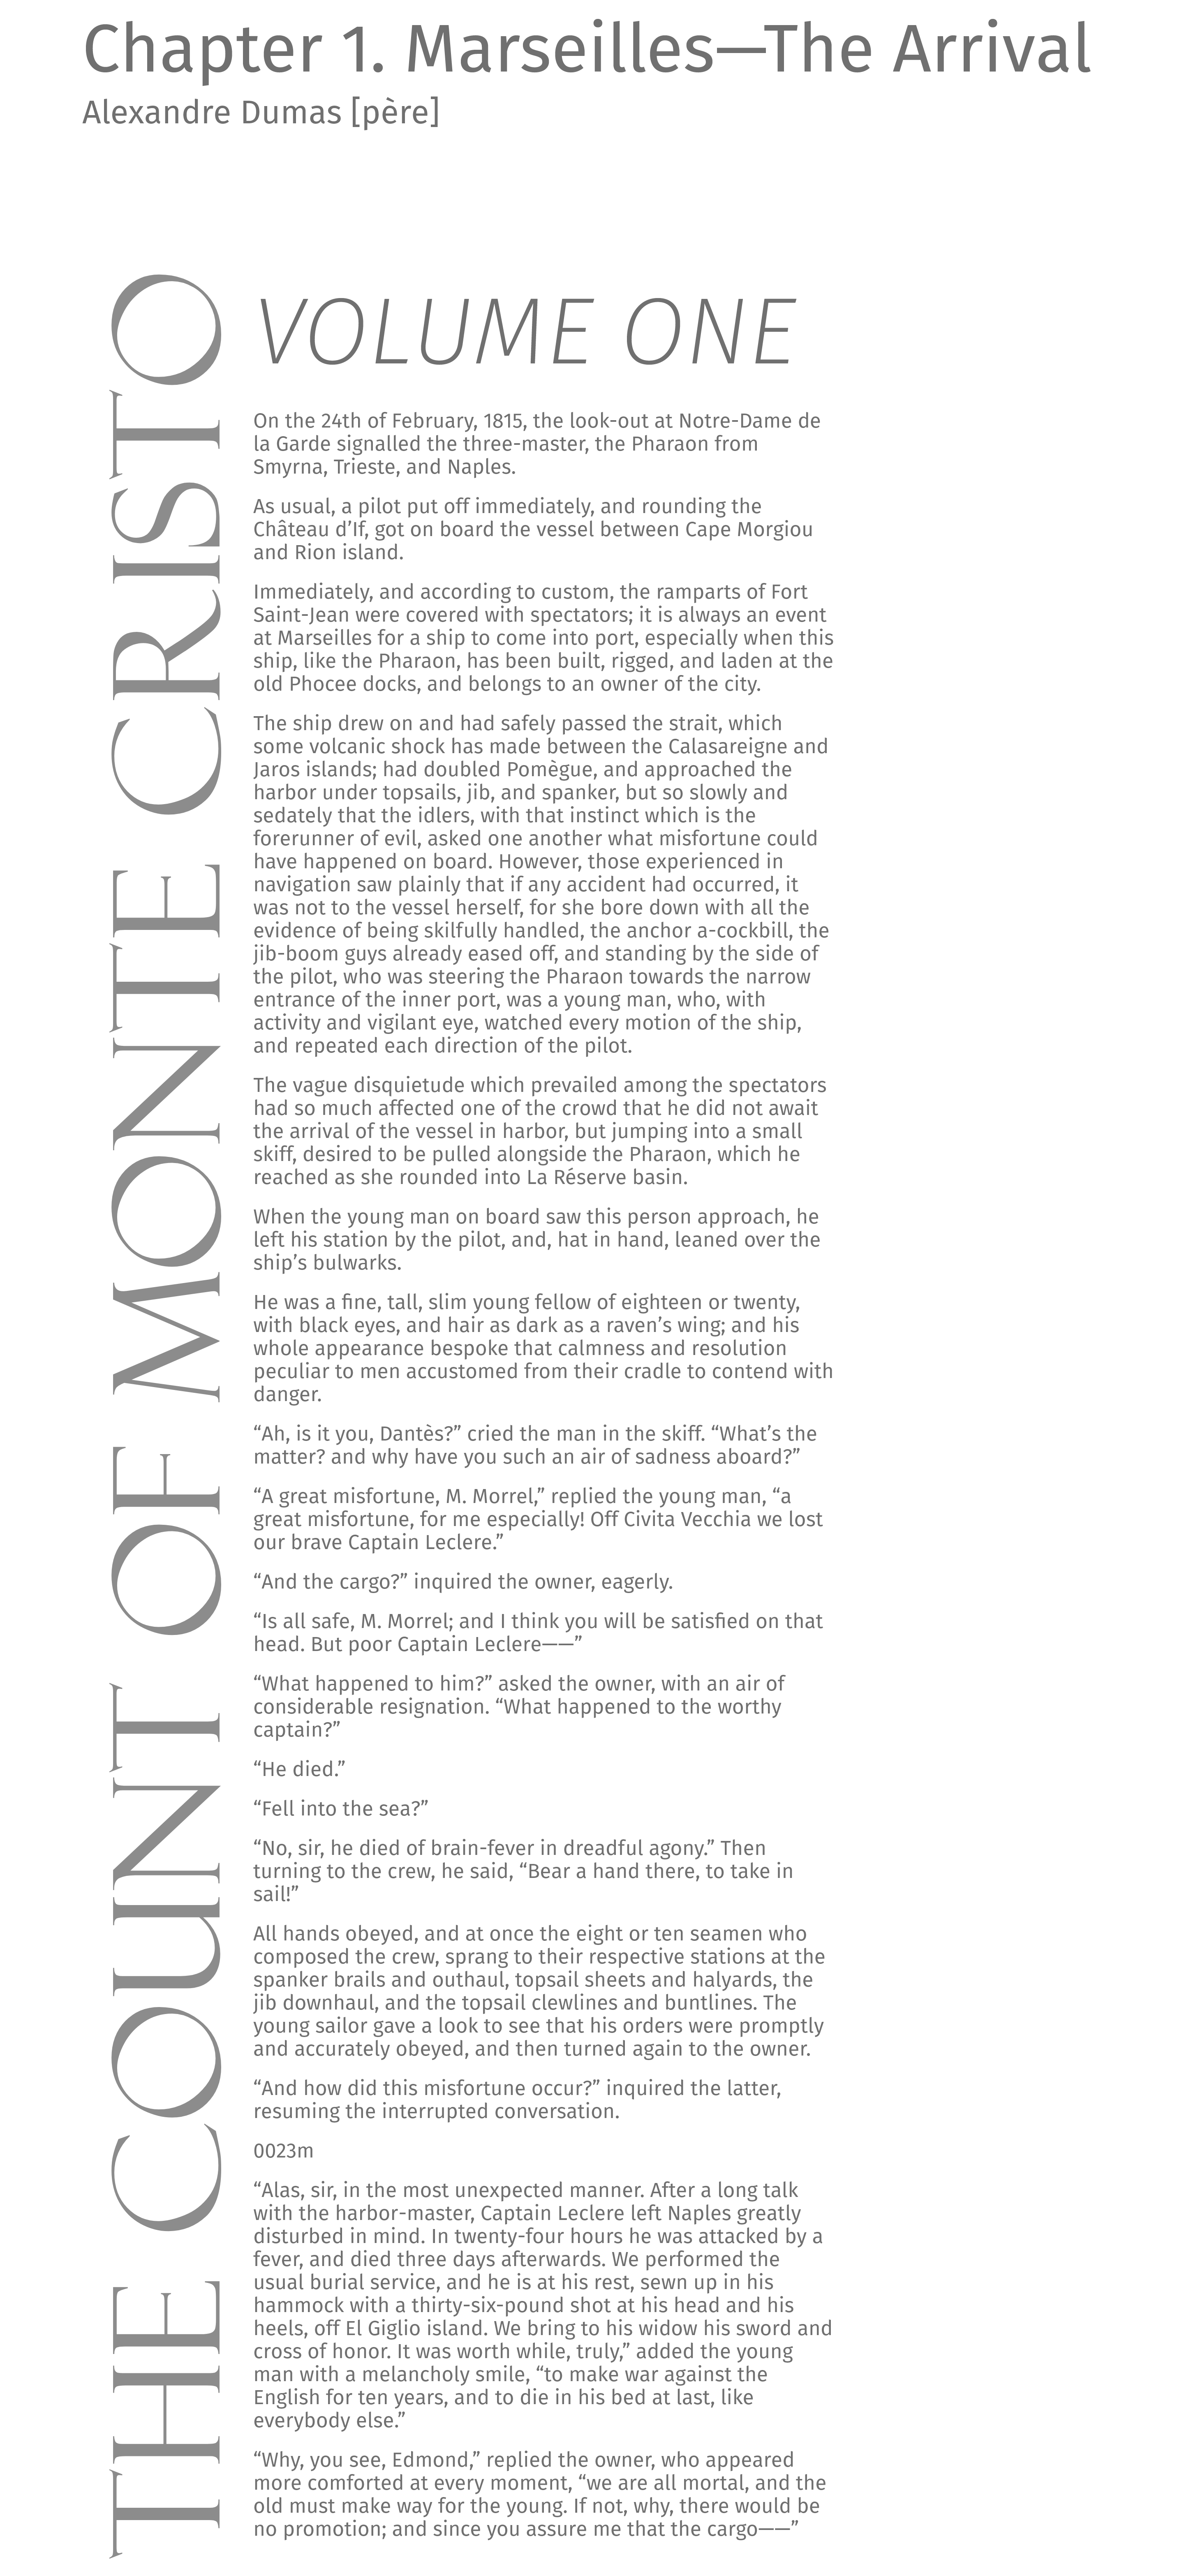 Chapter 1. Marseilles—The Arrival
Alexandre Dumas [père]
THE COUNT OF MONTE CRISTO
VOLUME ONE
On the 24th of February, 1815, the look-out at Notre-Dame de
la Garde signalled the three-master, the Pharaon from
Smyrna, Trieste, and Naples.
As usual, a pilot put off immediately, and rounding the
Château d’If, got on board the vessel between Cape Morgiou
and Rion island.
Immediately, and according to custom, the ramparts of Fort
Saint-Jean were covered with spectators; it is always an event
at Marseilles for a ship to come into port, especially when this
ship, like the Pharaon, has been built, rigged, and laden at the
old Phocee docks, and belongs to an owner of the city.
The ship drew on and had safely passed the strait, which
some volcanic shock has made between the Calasareigne and
Jaros islands; had doubled Pomègue, and approached the
harbor under topsails, jib, and spanker, but so slowly and
sedately that the idlers, with that instinct which is the
forerunner of evil, asked one another what misfortune could
have happened on board. However, those experienced in
navigation saw plainly that if any accident had occurred, it
was not to the vessel herself, for she bore down with all the
evidence of being skilfully handled, the anchor a-cockbill, the
jib-boom guys already eased off, and standing by the side of
the pilot, who was steering the Pharaon towards the narrow
entrance of the inner port, was a young man, who, with
activity and vigilant eye, watched every motion of the ship,
and repeated each direction of the pilot.
The vague disquietude which prevailed among the spectators
had so much affected one of the crowd that he did not await
the arrival of the vessel in harbor, but jumping into a small
skiff, desired to be pulled alongside the Pharaon, which he
reached as she rounded into La Réserve basin.
When the young man on board saw this person approach, he
left his station by the pilot, and, hat in hand, leaned over the
ship’s bulwarks.
He was a fine, tall, slim young fellow of eighteen or twenty,
with black eyes, and hair as dark as a raven’s wing; and his
whole appearance bespoke that calmness and resolution
peculiar to men accustomed from their cradle to contend with
danger.
“Ah, is it you, Dantès?” cried the man in the skiff. “What’s the
matter? and why have you such an air of sadness aboard?”
“A great misfortune, M. Morrel,” replied the young man, “a
great misfortune, for me especially! Off Civita Vecchia we lost
our brave Captain Leclere.”
“And the cargo?” inquired the owner, eagerly.
“Is all safe, M. Morrel; and I think you will be satisfied on that
head. But poor Captain Leclere——”
“What happened to him?” asked the owner, with an air of
considerable resignation. “What happened to the worthy
captain?”
“He died.”
“Fell into the sea?”
“No, sir, he died of brain-fever in dreadful agony.” Then
turning to the crew, he said, “Bear a hand there, to take in
sail!”
All hands obeyed, and at once the eight or ten seamen who
composed the crew, sprang to their respective stations at the
spanker brails and outhaul, topsail sheets and halyards, the
jib downhaul, and the topsail clewlines and buntlines. The
young sailor gave a look to see that his orders were promptly
and accurately obeyed, and then turned again to the owner.
“And how did this misfortune occur?” inquired the latter,
resuming the interrupted conversation.
0023m
“Alas, sir, in the most unexpected manner. After a long talk
with the harbor-master, Captain Leclere left Naples greatly
disturbed in mind. In twenty-four hours he was attacked by a
fever, and died three days afterwards. We performed the
usual burial service, and he is at his rest, sewn up in his
hammock with a thirty-six-pound shot at his head and his
heels, off El Giglio island. We bring to his widow his sword and
cross of honor. It was worth while, truly,” added the young
man with a melancholy smile, “to make war against the
English for ten years, and to die in his bed at last, like
everybody else.”
“Why, you see, Edmond,” replied the owner, who appeared
more comforted at every moment, “we are all mortal, and the
old must make way for the young. If not, why, there would be
no promotion; and since you assure me that the cargo——”